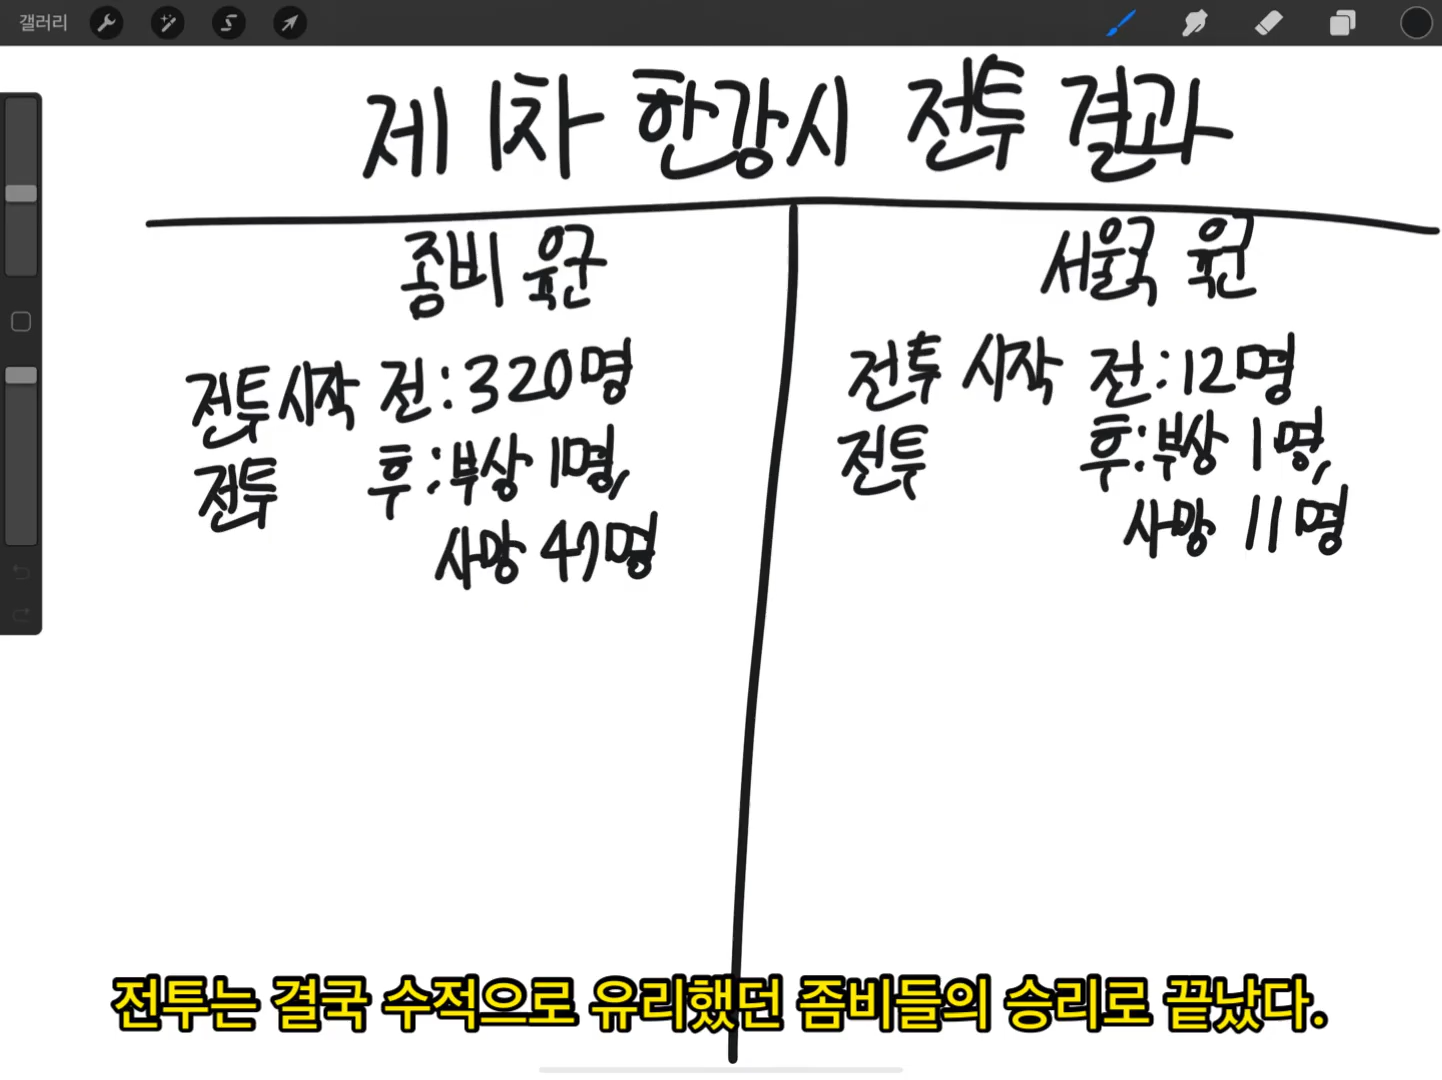 갤러리
제 1차 한강시 전투 결과
좀비 육군
전투 시작 전:320명
전투 후:부상 1명,
사망 47명
서울국 육군
전투 시작 전:12명
전투 후:부상 1명,
사망 11명
전투는 결국 수적으로 유리했던 좀비들의 승리로 끝났다.